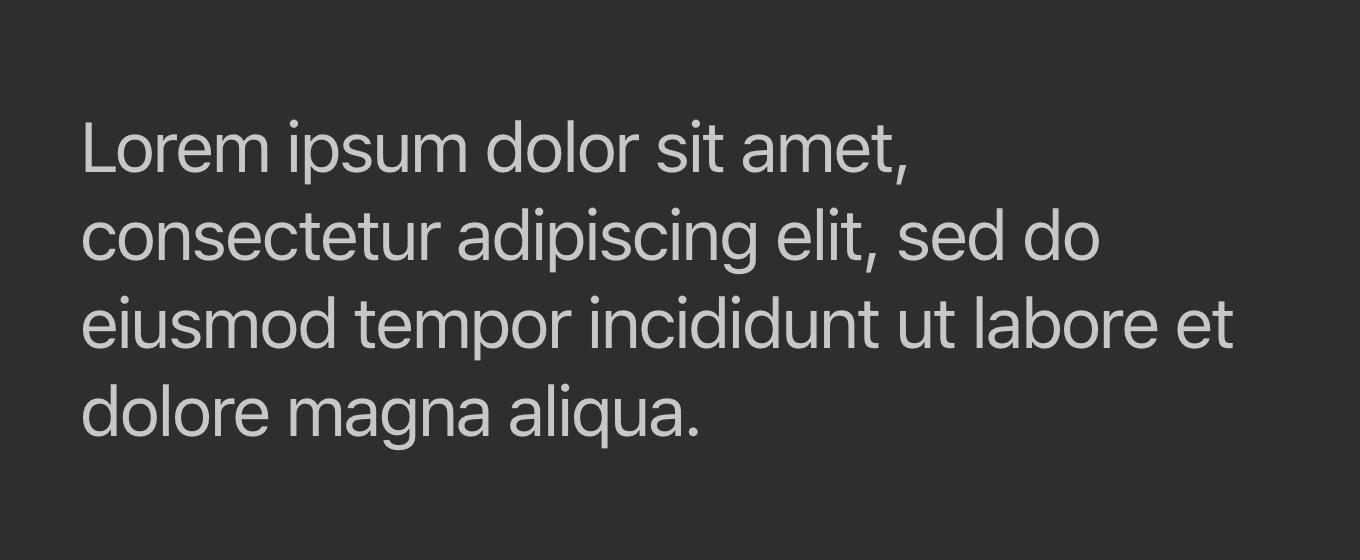 Lorem ipsum dolor sit amet,
consectetur adipiscing elit, sed do
eiusmod tempor incididunt ut labore et
dolore magna aliqua.